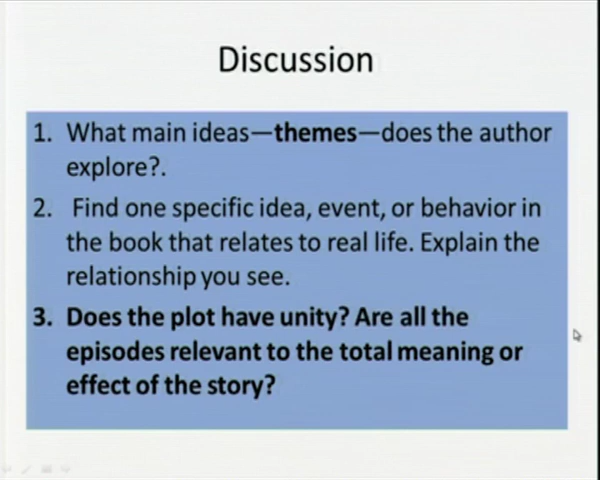 Discussion
1. What main ideas—themes—does the author
explore?.
2. Find one specific idea, event, or behavior in
the book that relates to real life. Explain the
relationship you see.
3. Does the plot have unity? Are all the
episodes relevant to the total meaning or
effect of the story?